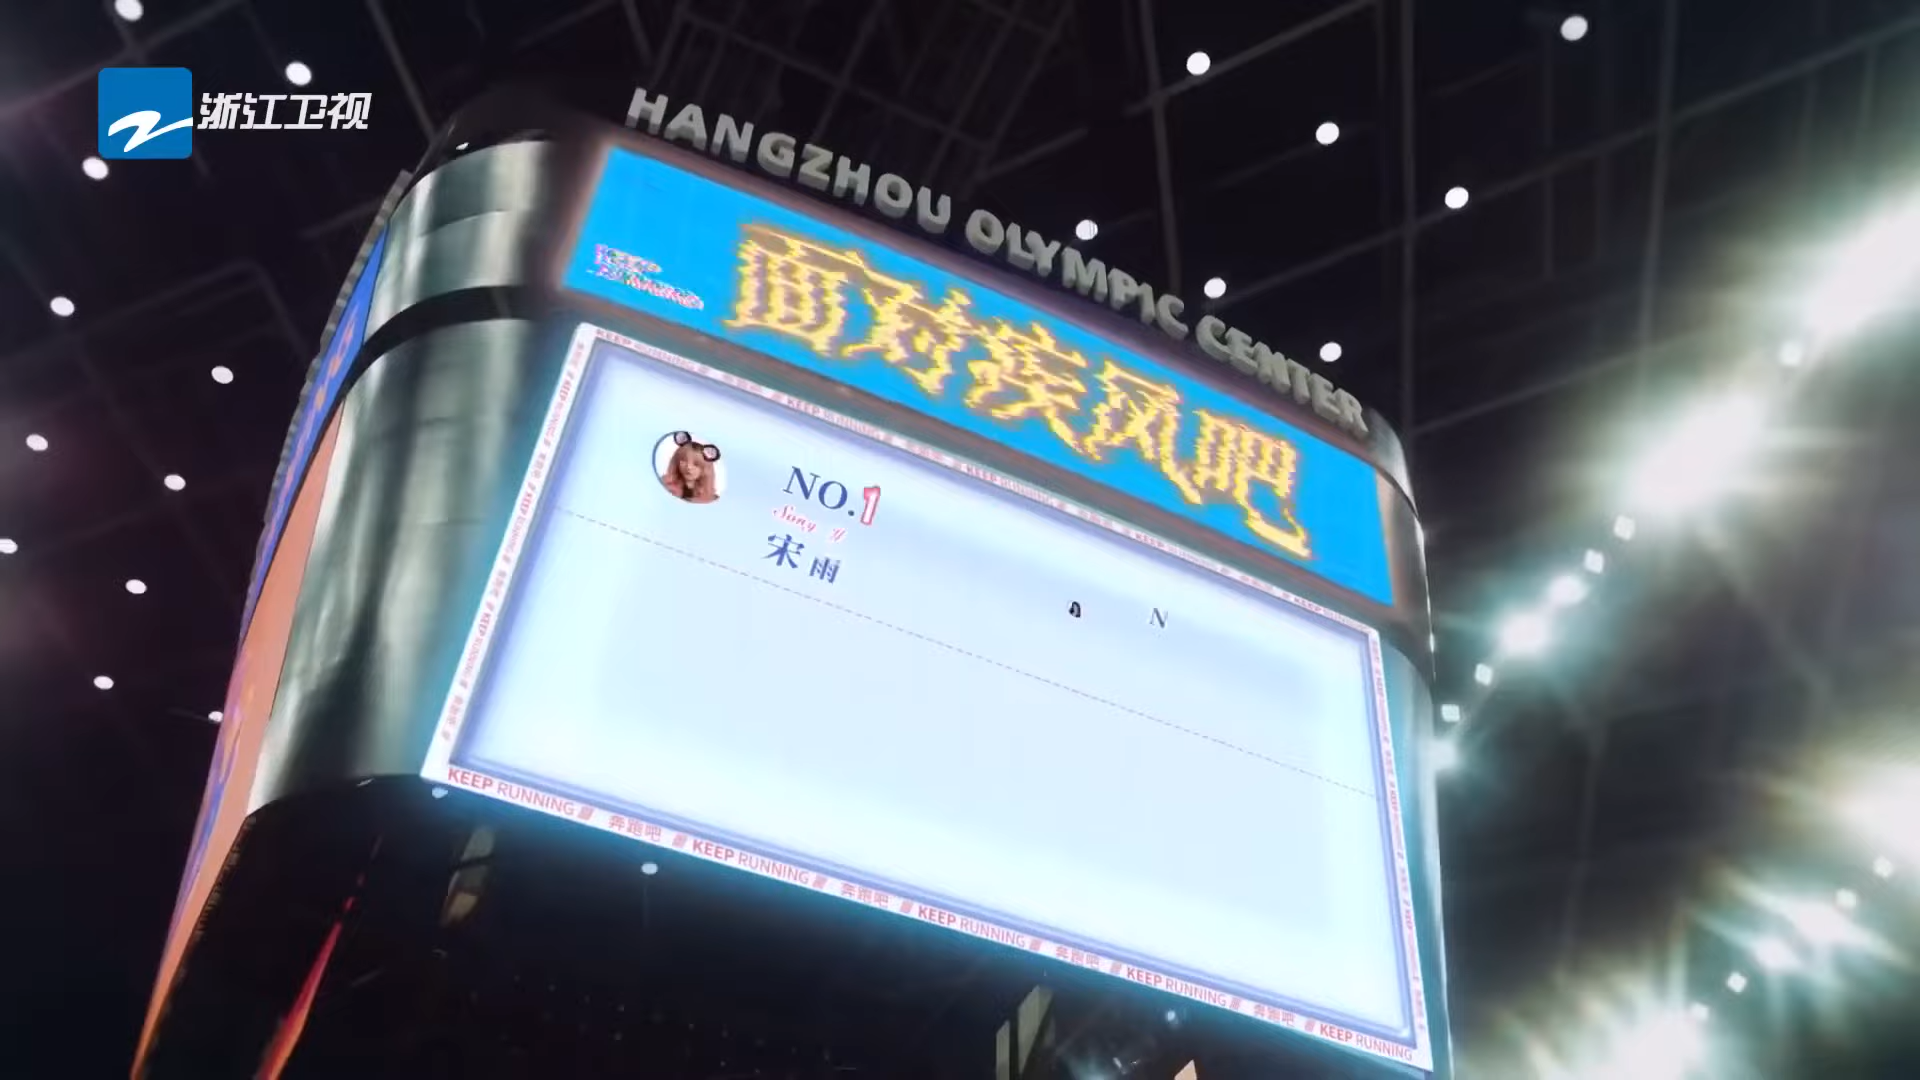 浙江卫视
HANGZHOU OLYMPIC CENTER
面对疾风吧
NO.1
Song y
宋雨
N
KEEP RUNNING 奔跑吧 KEEP RUNNING 奔跑吧 KEEP RUNNING 奔跑吧 KEEP RUNNING 奔跑吧 KEEP RUNNING